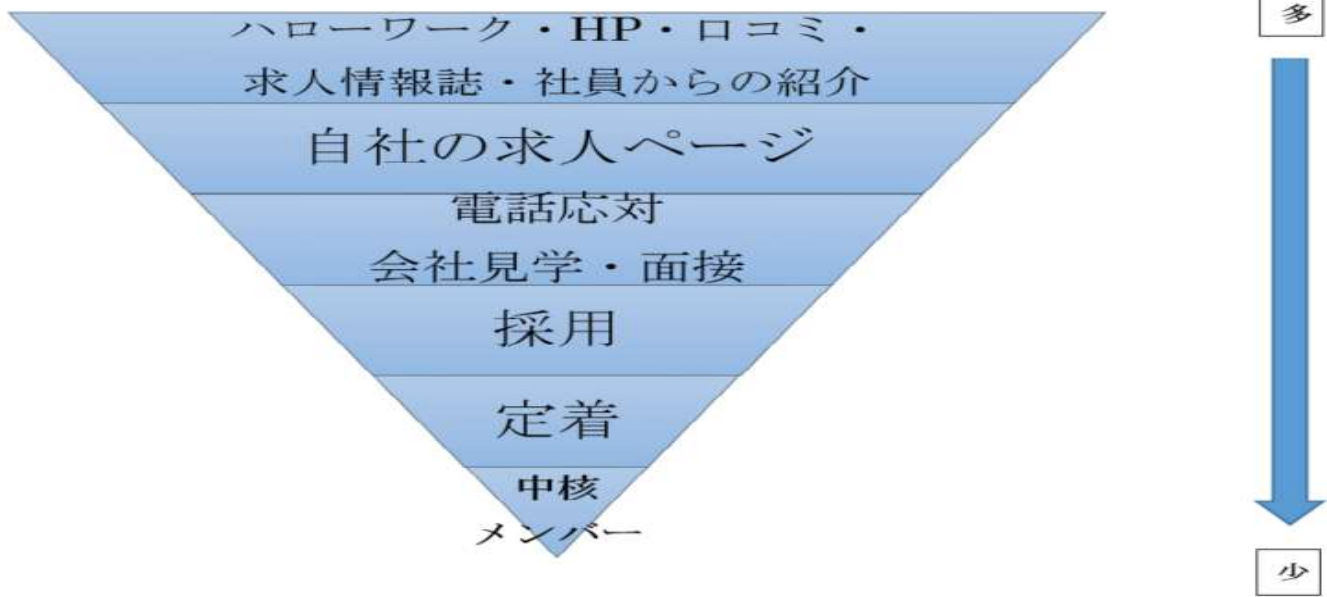 ハローワーク・HP・口コミ・
求人情報誌・社員からの紹介
自社の求人ページ
電話応対
会社見学・面接
採用
定着
中核
メンバー
多
少